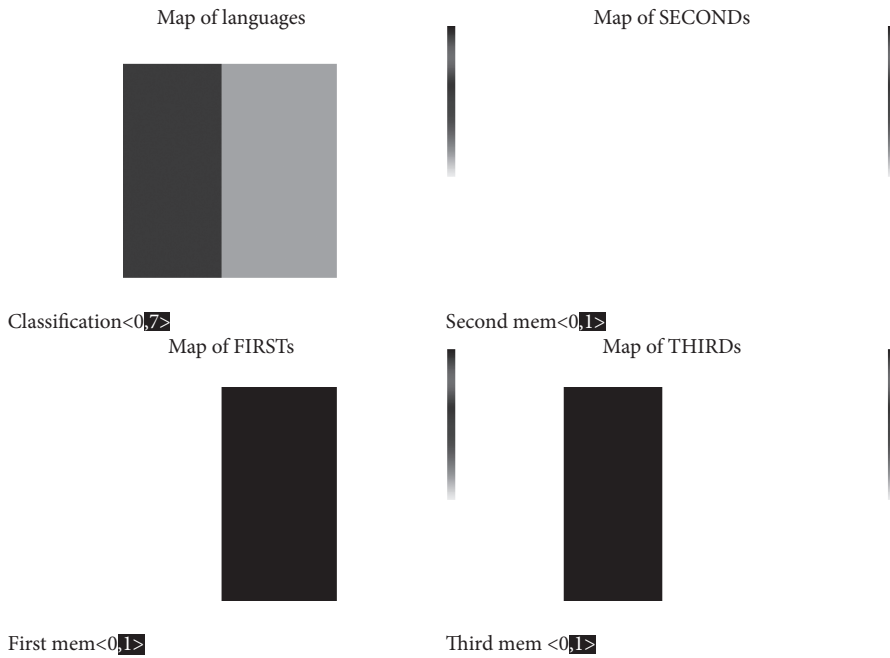 Map of languages
Map of SECONDs
Classification<0,7>
Second mem<0,1>
Map of FIRSTs
Map of THIRDs
First mem<0,1>
Third mem <0,1>